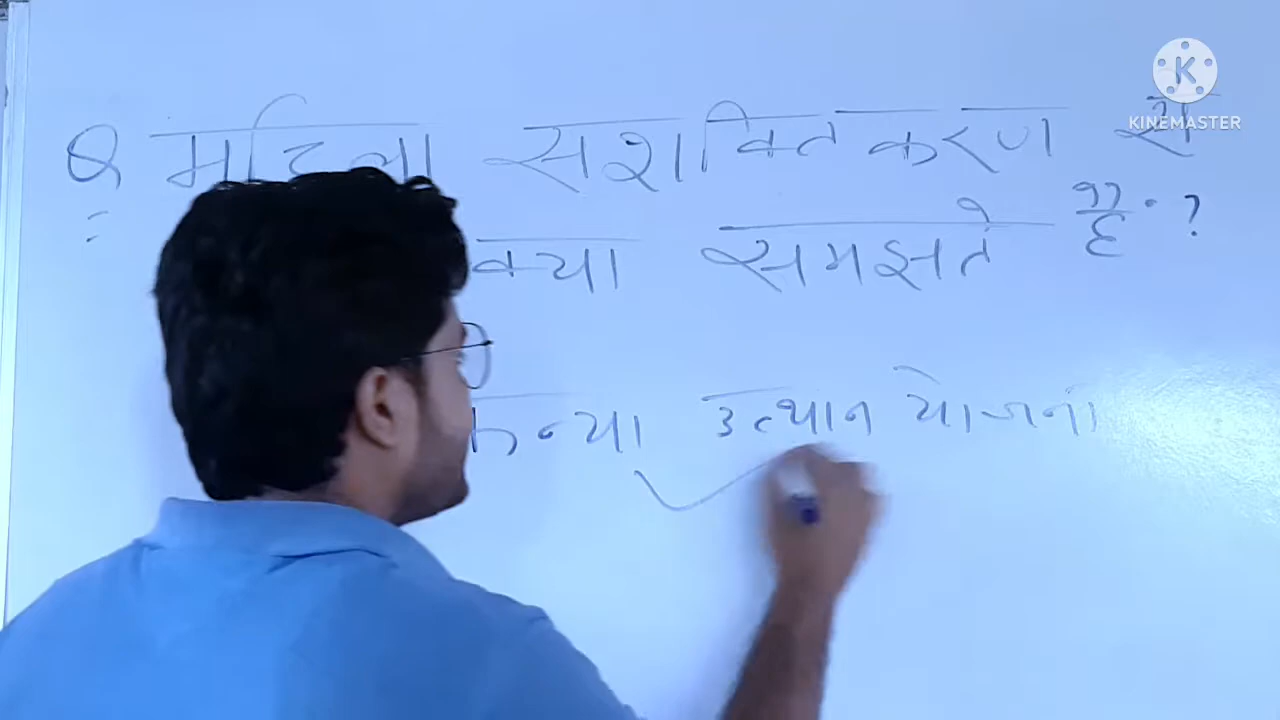 Q महिला सशक्तिकरण से
क्या समझते हैं. ?
कन्या उत्थान योजना
K
KINEMASTER